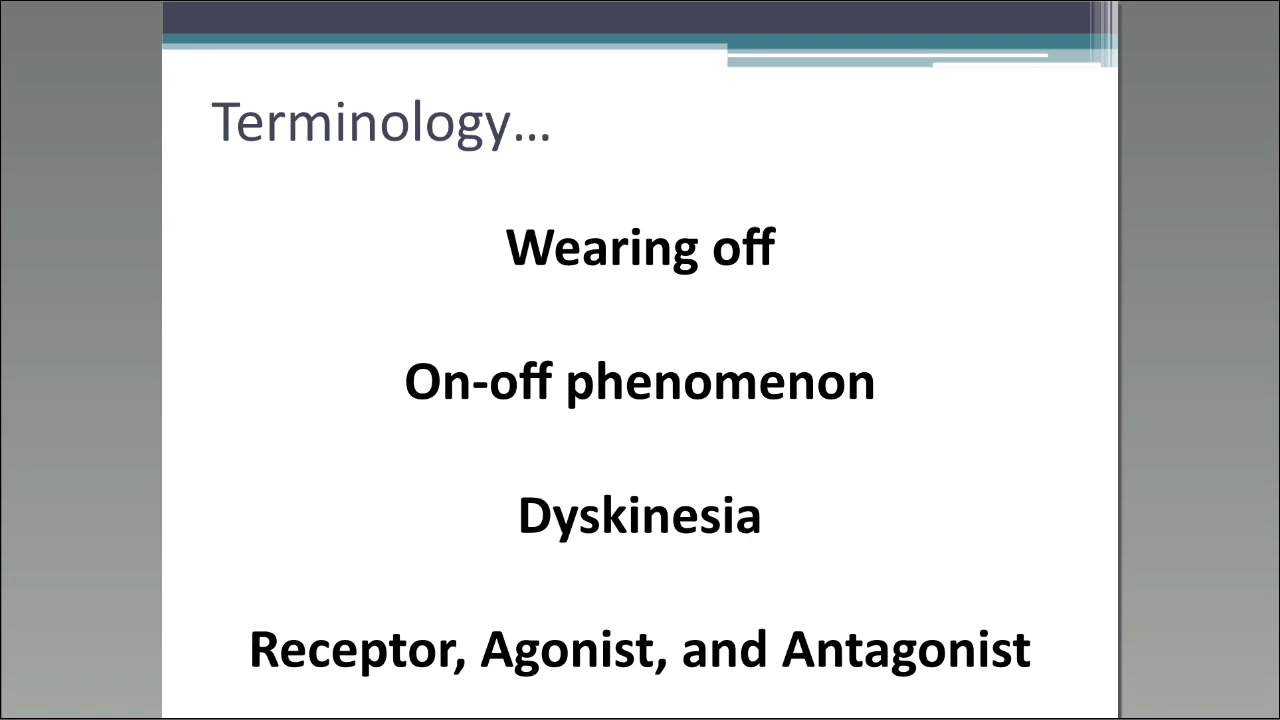 Terminology...
Wearing off
On-off phenomenon
Dyskinesia
Receptor, Agonist, and Antagonist